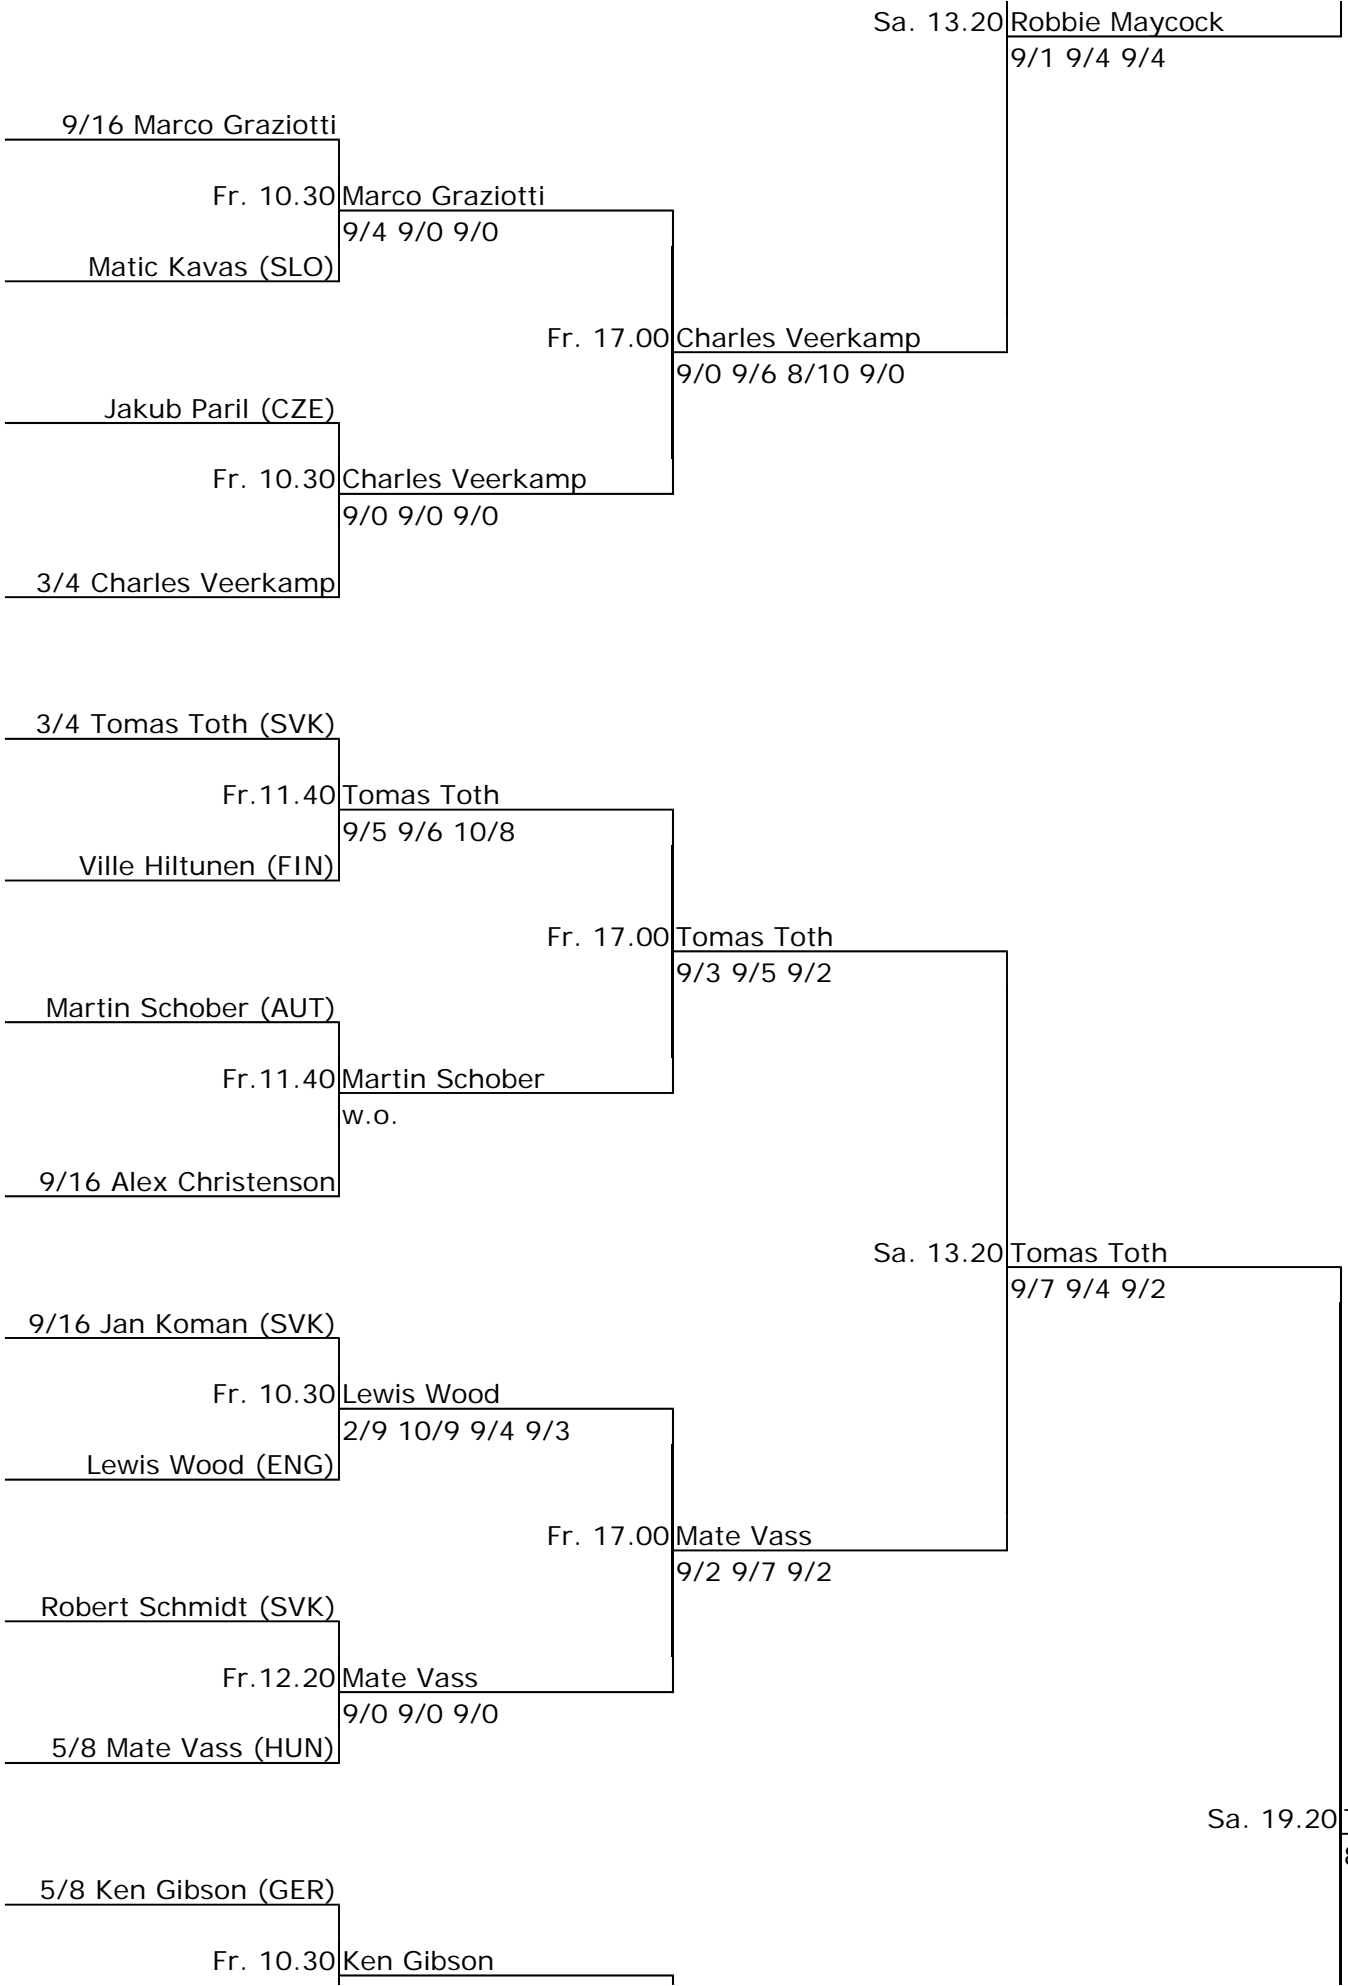 Sa. 13.20 Robbie Maycock
9/1 9/4 9/4
9/16 Marco Graziotti
Fr. 10.30 Marco Graziotti
9/4 9/0 9/0
Matic Kavas (SLO)
Fr. 17.00 Charles Veerkamp
9/0 9/6 8/10 9/0
Jakub Paril (CZE)
Fr. 10.30 Charles Veerkamp
9/0 9/0 9/0
3/4 Charles Veerkamp
3/4 Tomas Toth (SVK)
Fr.11.40 Tomas Toth
9/5 9/6 10/8
Ville Hiltunen (FIN)
Fr. 17.00 Tomas Toth
9/3 9/5 9/2
Martin Schober (AUT)
Fr.11.40 Martin Schober
w.o.
9/16 Alex Christenson
Sa. 13.20 Tomas Toth
9/7 9/4 9/2
9/16 Jan Koman (SVK)
Fr. 10.30 Lewis Wood
2/9 10/9 9/4 9/3
Lewis Wood (ENG)
Fr. 17.00 Mate Vass
9/2 9/7 9/2
Robert Schmidt (SVK)
Fr.12.20 Mate Vass
9/0 9/0 9/0
5/8 Mate Vass (HUN)
Sa. 19.20
5/8 Ken Gibson (GER)
Fr. 10.30 Ken Gibson